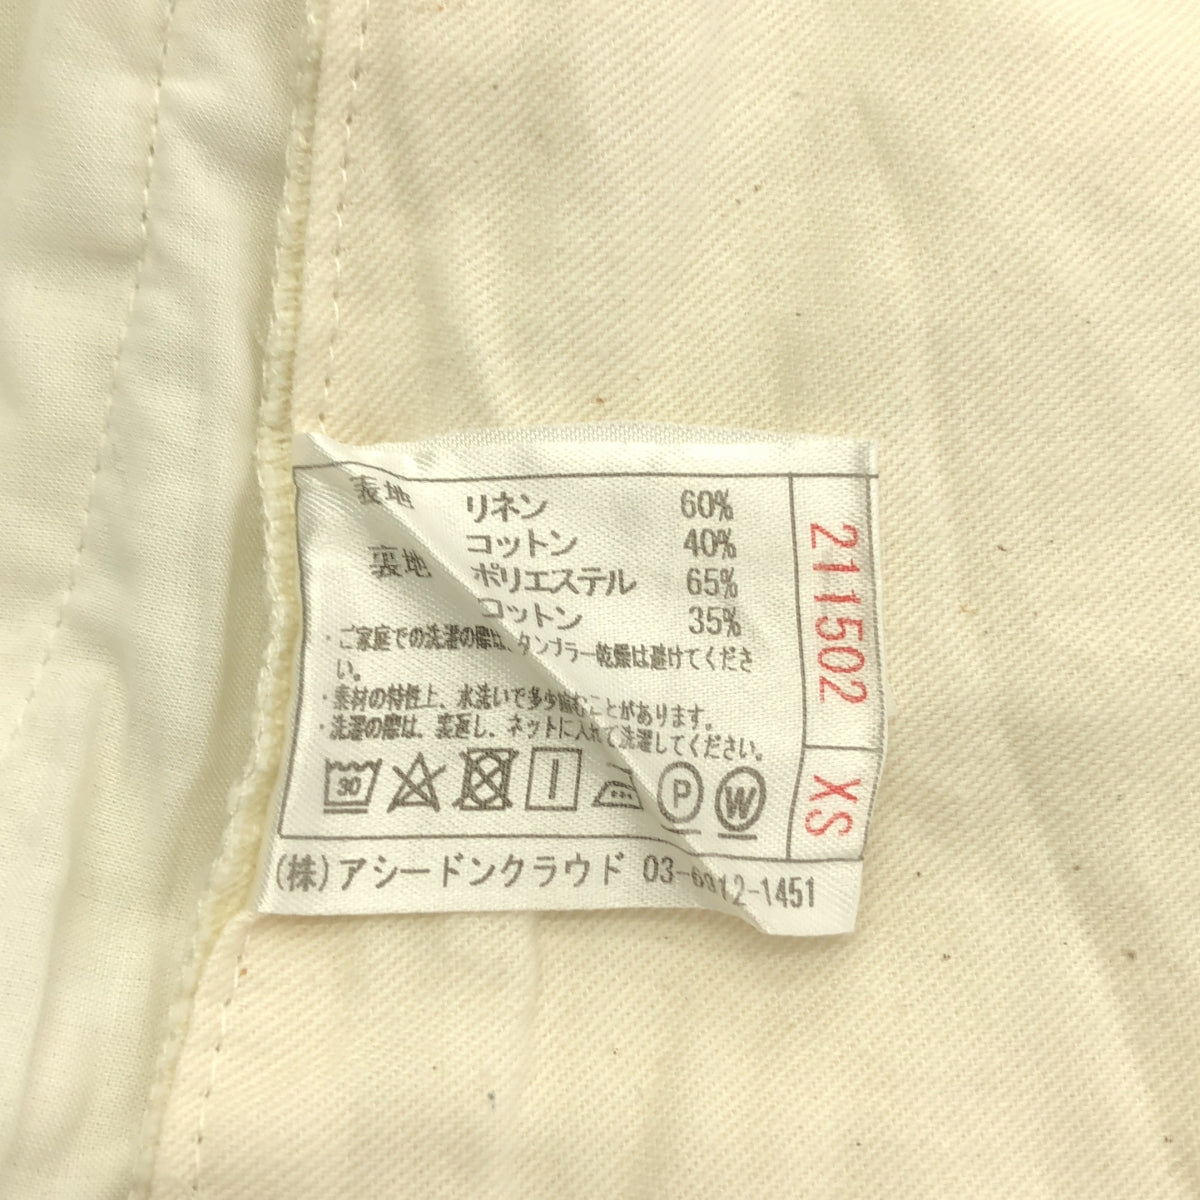 表地 リネン 60%
コットン 40%
裏地 ポリエステル 65%
コットン 35%
・ご家庭での洗濯の際は、タンブラー乾燥は避けてくださ
い。
・素材の特性上、水洗いで多少縮むことがあります。
・洗濯の際は、裏返し、ネットに入れて洗濯してください。
30
P
W
(株)アシードンクラウド 03-6912-1451
211502
XS